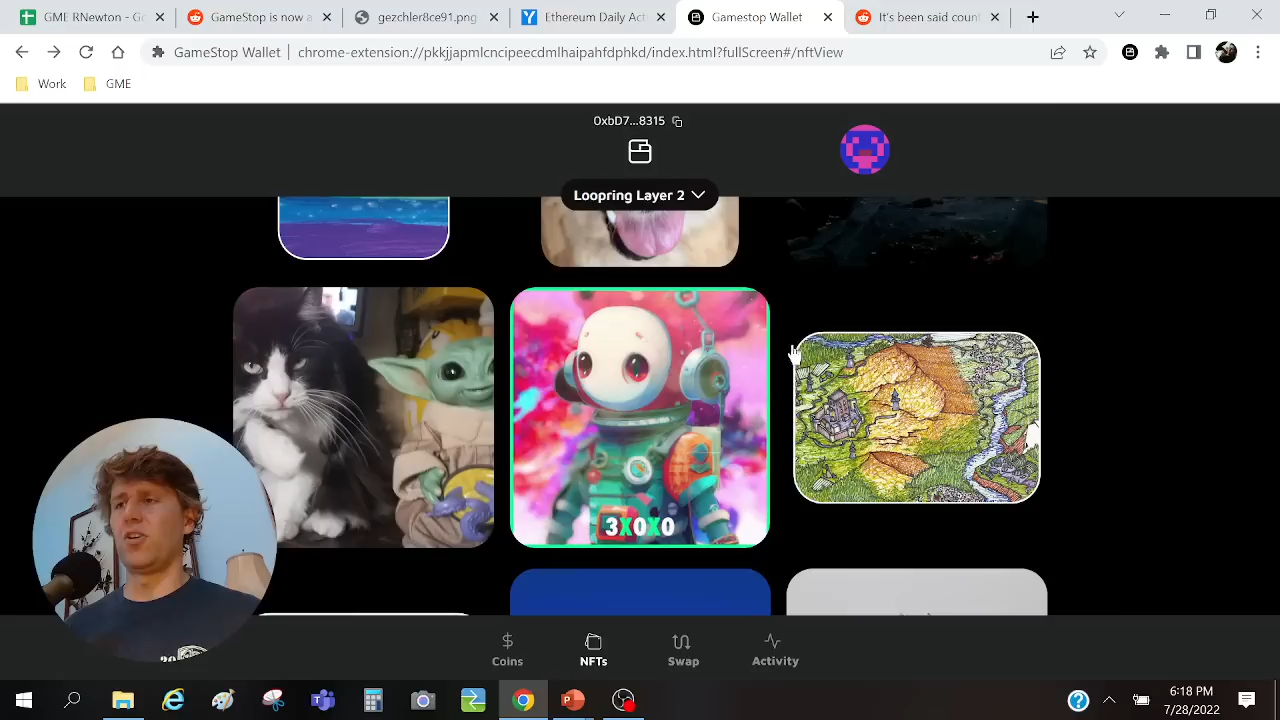 GME RNewton - G
GameStop is now a
gezchler4te91.png
Ethereum Daily Act
Gamestop Wallet
It's been said coun
GameStop Wallet
chrome-extension://pkkjjapmlcncipeecdmlhaipahfdphkd/index.html?fullScreen#/nftView
Work
GME
0xbD7...8315
Loopring Layer 2
3X0X0
Coins
NFTs
Swap
Activity
6:18 PM
7/28/2022